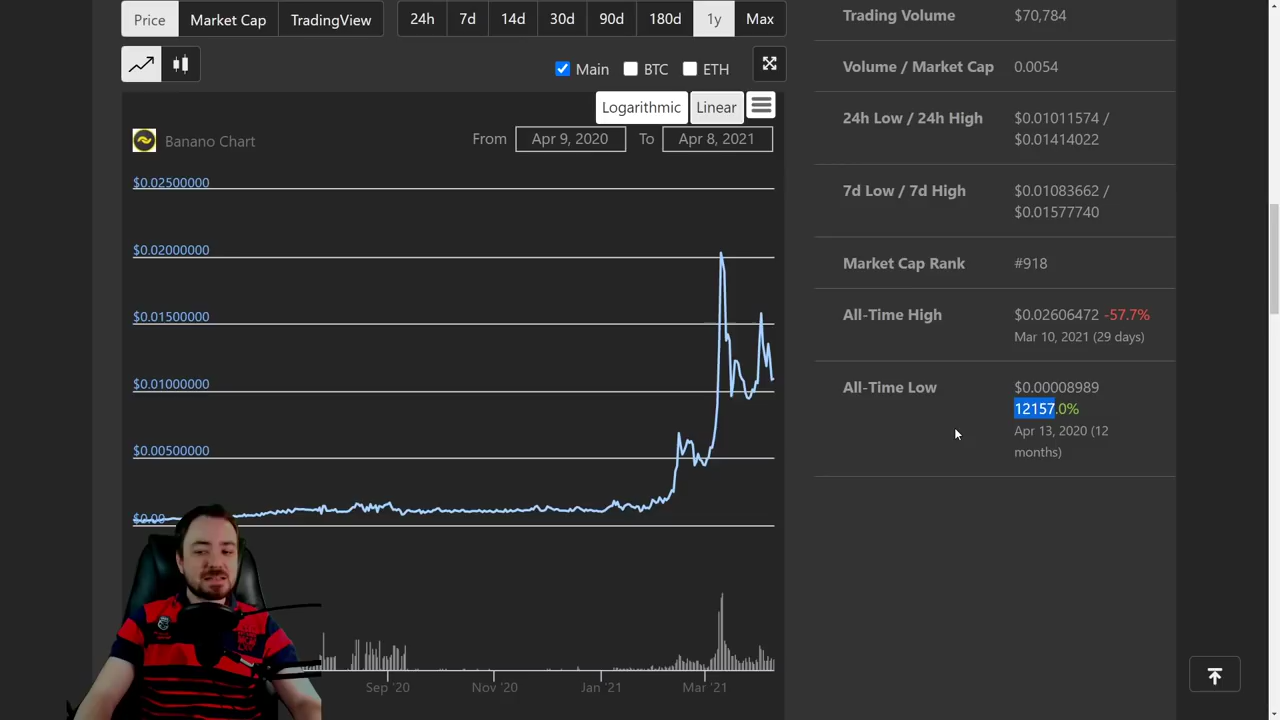 Price
Market Cap
TradingView
24h
7d
14d
30d
90d
180d
1y
Max
Main
BTC
ETH
Logarithmic
Linear
Banano Chart
From
Apr 9, 2020
To
Apr 8, 2021
$0.02500000
$0.02000000
$0.01500000
$0.01000000
$0.00500000
$0.00
Sep '20
Nov '20
Jan '21
Mar '21
Trading Volume
$70,784
Volume / Market Cap
0.0054
24h Low / 24h High
$0.01011574 /
$0.01414022
7d Low / 7d High
$0.01083662 /
$0.01577740
Market Cap Rank
#918
All-Time High
$0.02606472 -57.7%
Mar 10, 2021 (29 days)
All-Time Low
$0.00008989
12157.0%
Apr 13, 2020 (12
months)